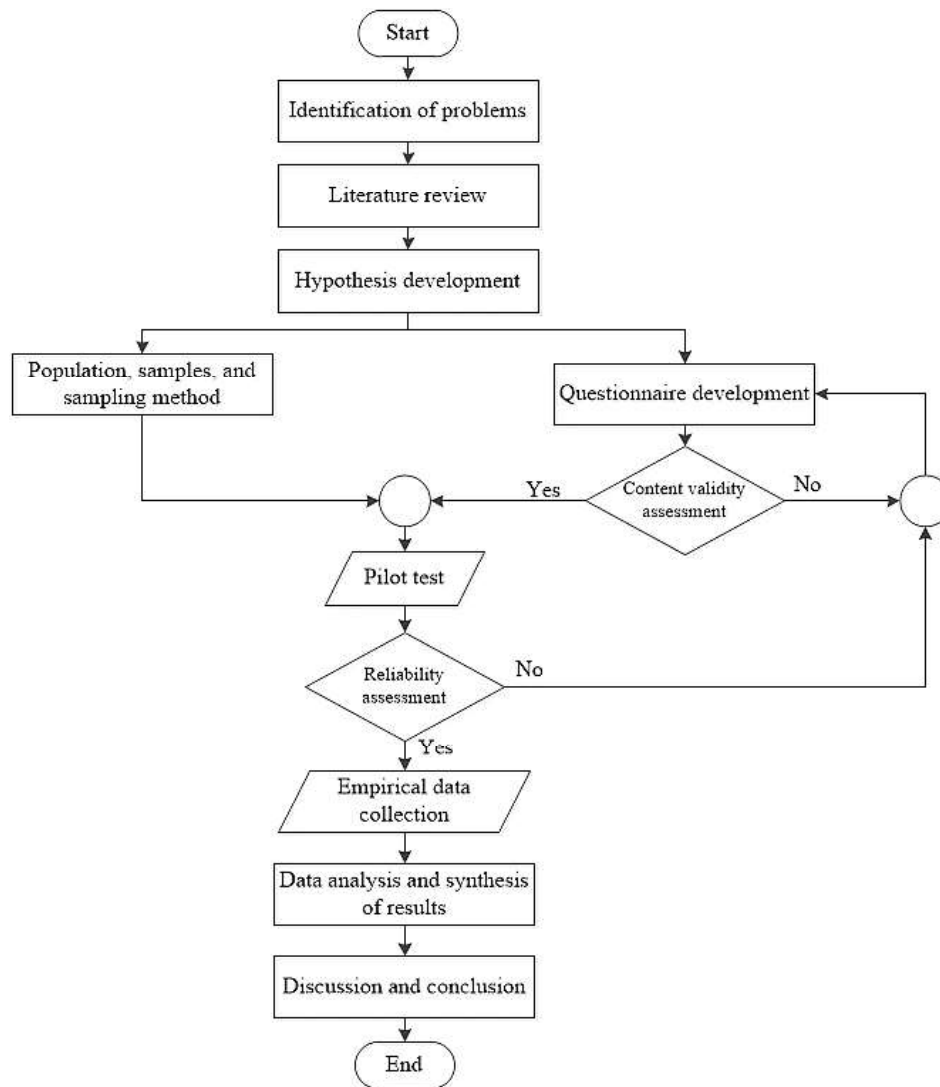 Start
Identification of problems
Literature review
Hypothesis development
Population, samples, and
sampling method
Questionnaire development
Yes
Content validity
assessment
No
Pilot test
Reliability
assessment
No
Yes
Empirical data
collection
Data analysis and synthesis
of results
Discussion and conclusion
End